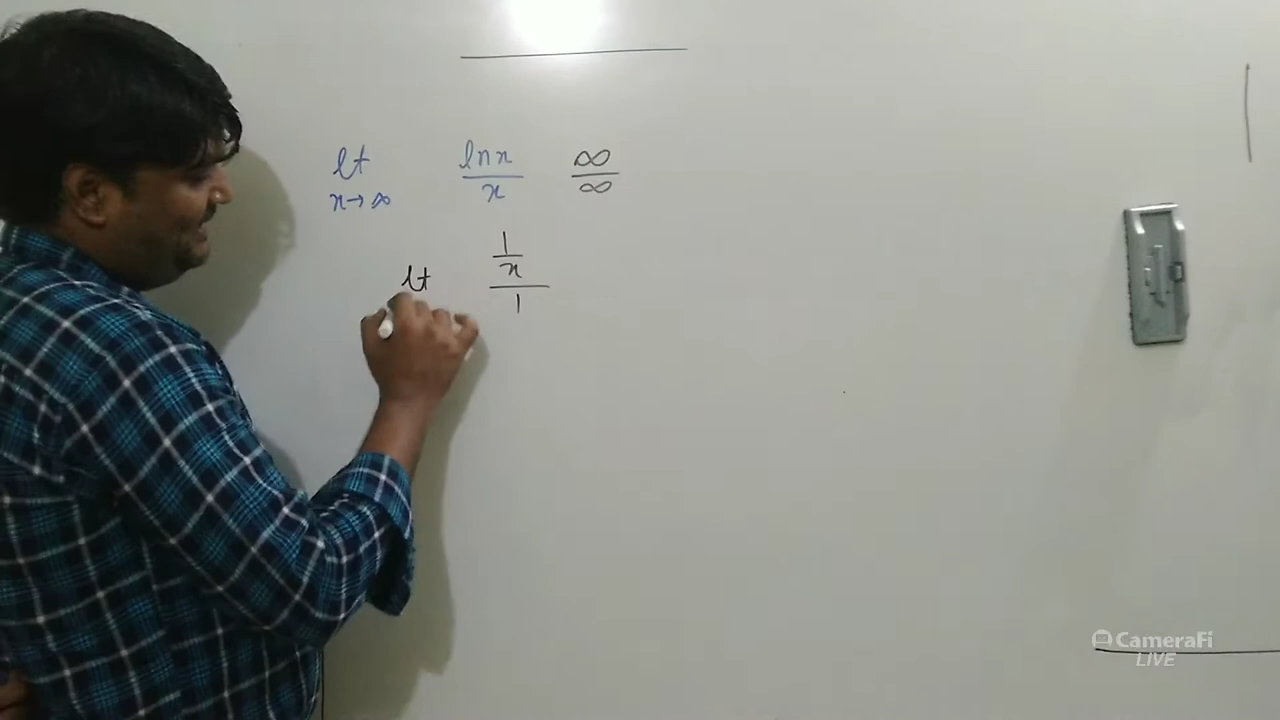 lt ln x / x ∞/∞
x→∞
lt 1/x / 1
CameraFi
LIVE